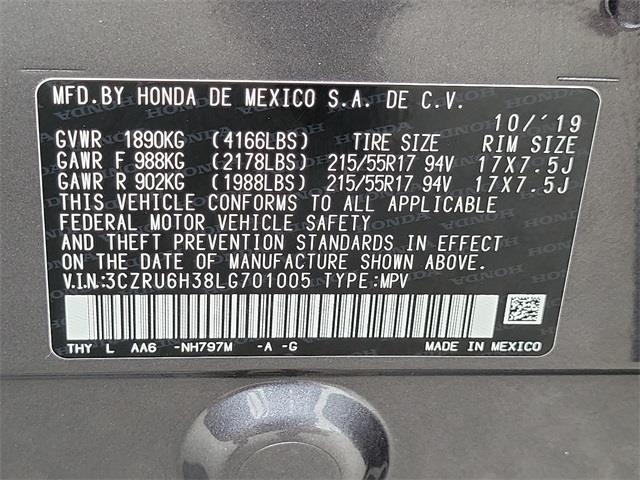 MFD.BY HONDA DE MEXICO S.A. DE C.V.
10/´19
GVWR 1890KG (4166LBS) TIRE SIZE RIM SIZE
GAWR F 988KG (2178LBS) 215/55R17 94V 17X7.5J
GAWR R 902KG (1988LBS) 215/55R17 94V 17X7.5J
THIS VEHICLE CONFORMS TO ALL APPLICABLE
FEDERAL MOTOR VEHICLE SAFETY
AND THEFT PREVENTION STANDARDS IN EFFECT
ON THE DATE OF MANUFACTURE SHOWN ABOVE.
V.I.N:3CZRU6H38LG701005 TYPE:MPV
THY L AA6 -NH797M -A -G MADE IN MEXICO